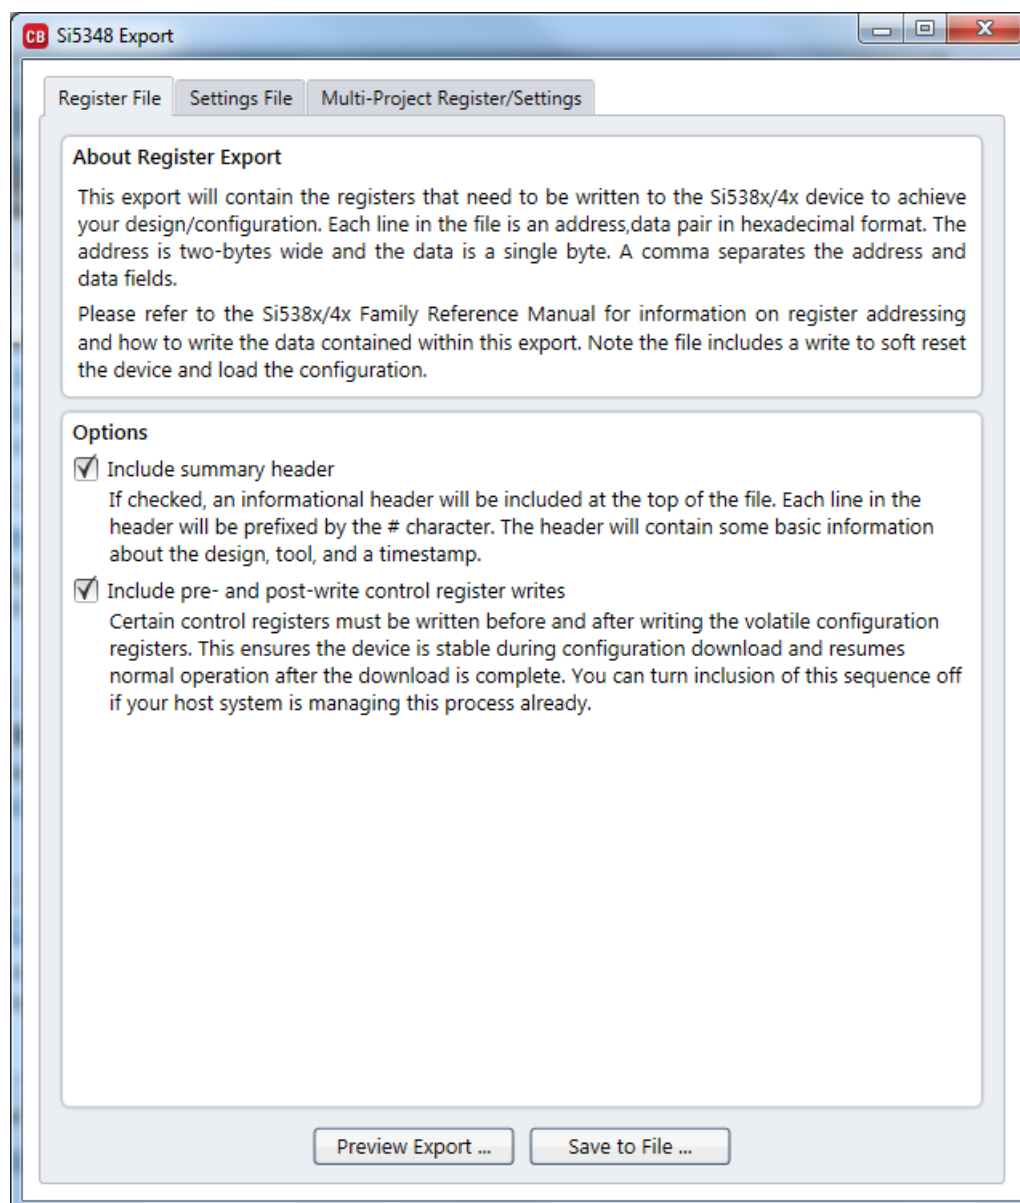 CB Si5348 Export
Register File Settings File Multi-Project Register/Settings
About Register Export
This export will contain the registers that need to be written to the Si538x/4x device to achieve
your design/configuration. Each line in the file is an address,data pair in hexadecimal format. The
address is two-bytes wide and the data is a single byte. A comma separates the address and
data fields.
Please refer to the Si538x/4x Family Reference Manual for information on register addressing
and how to write the data contained within this export. Note the file includes a write to soft reset
the device and load the configuration.
Options
Include summary header
If checked, an informational header will be included at the top of the file. Each line in the
header will be prefixed by the # character. The header will contain some basic information
about the design, tool, and a timestamp.
Include pre- and post-write control register writes
Certain control registers must be written before and after writing the volatile configuration
registers. This ensures the device is stable during configuration download and resumes
normal operation after the download is complete. You can turn inclusion of this sequence off
if your host system is managing this process already.
Preview Export ... Save to File ...